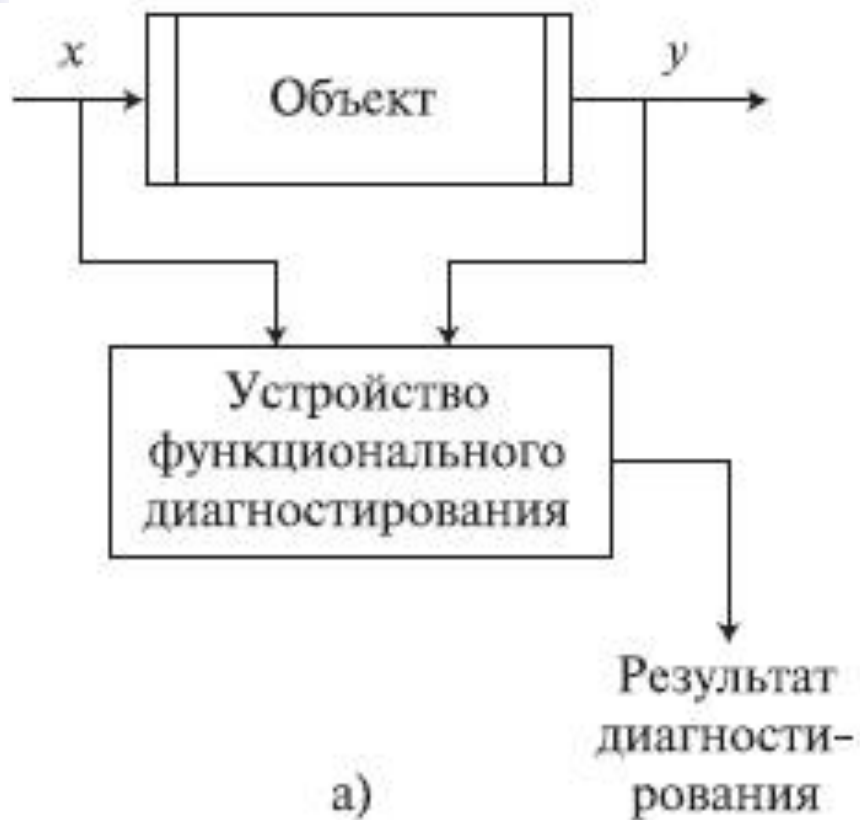 x
y
Объект
Устройство
функционального
диагностирования
Результат
диагности-
рования
а)